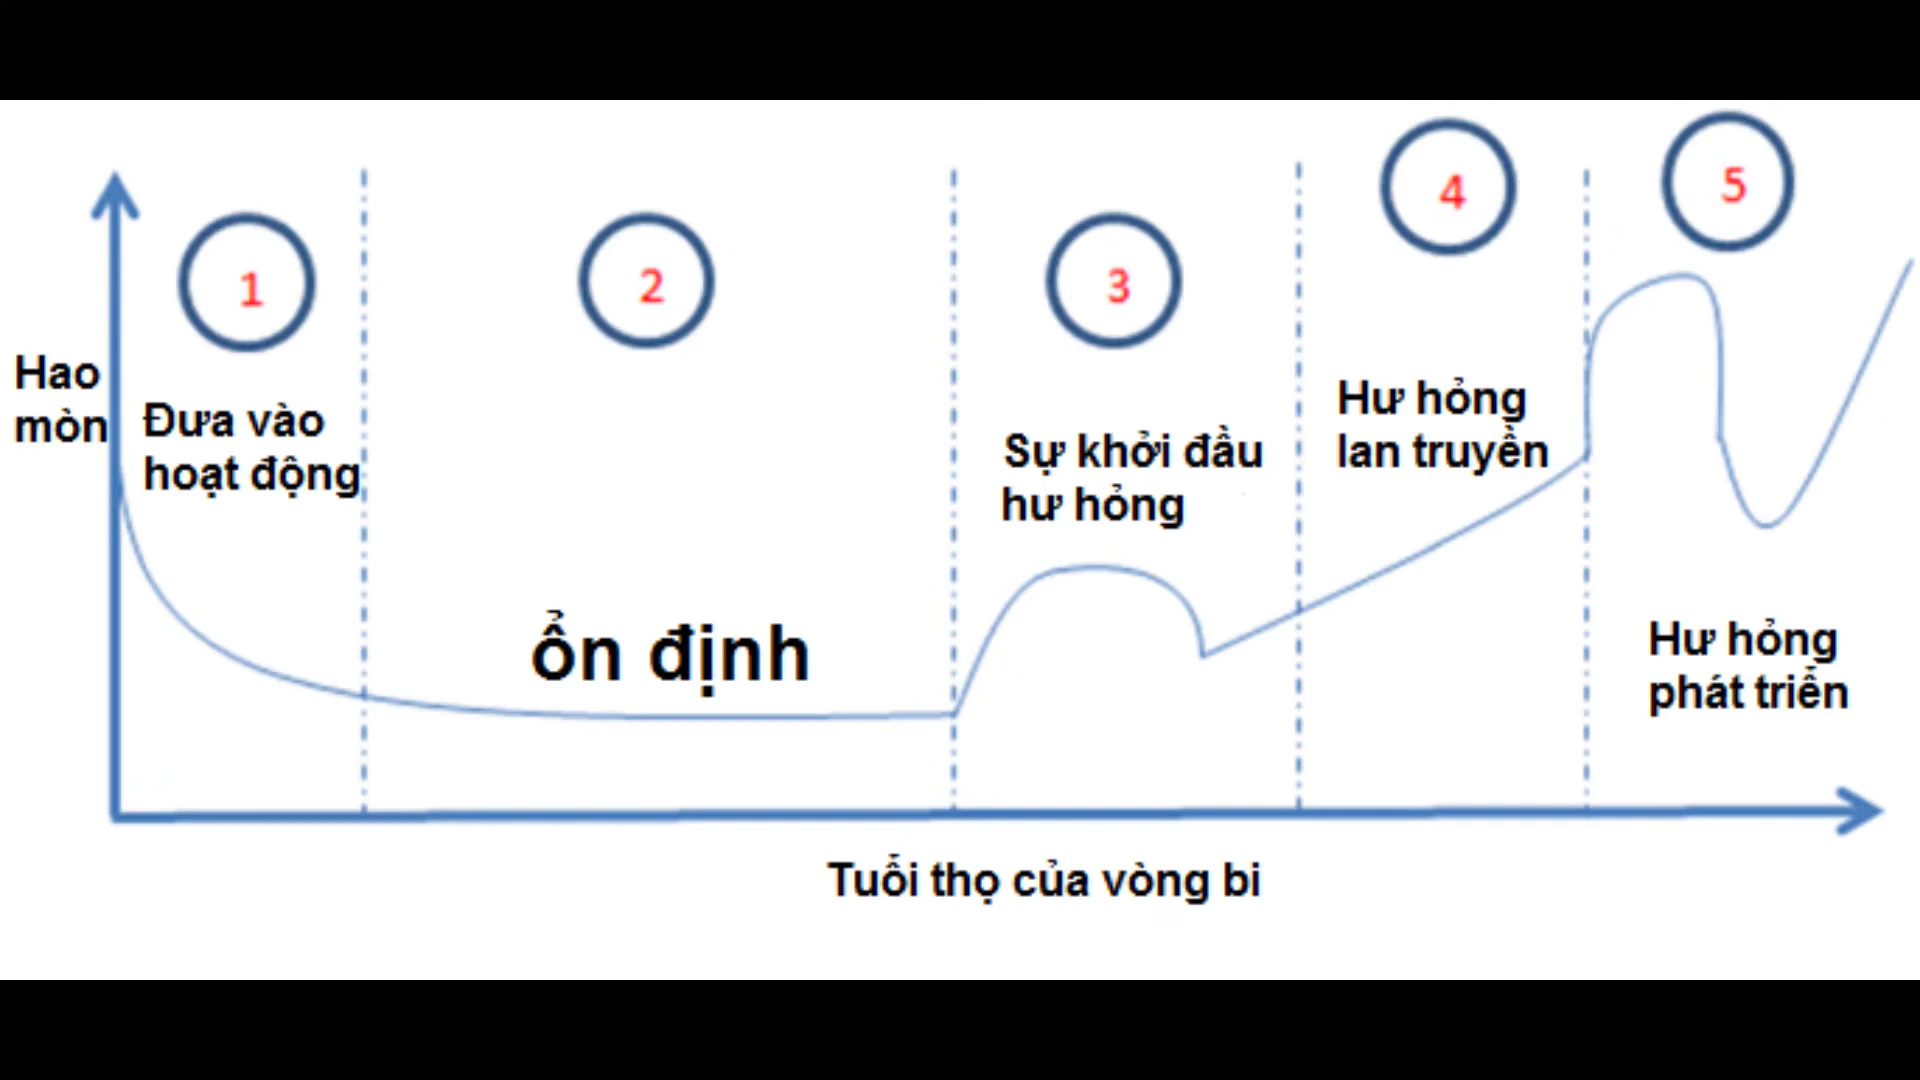 1
2
3
4
5
Hao
mòn
Đưa vào
hoạt động
ổn định
Sự khởi đầu
hư hỏng
Hư hỏng
lan truyền
Hư hỏng
phát triển
Tuổi thọ của vòng bi